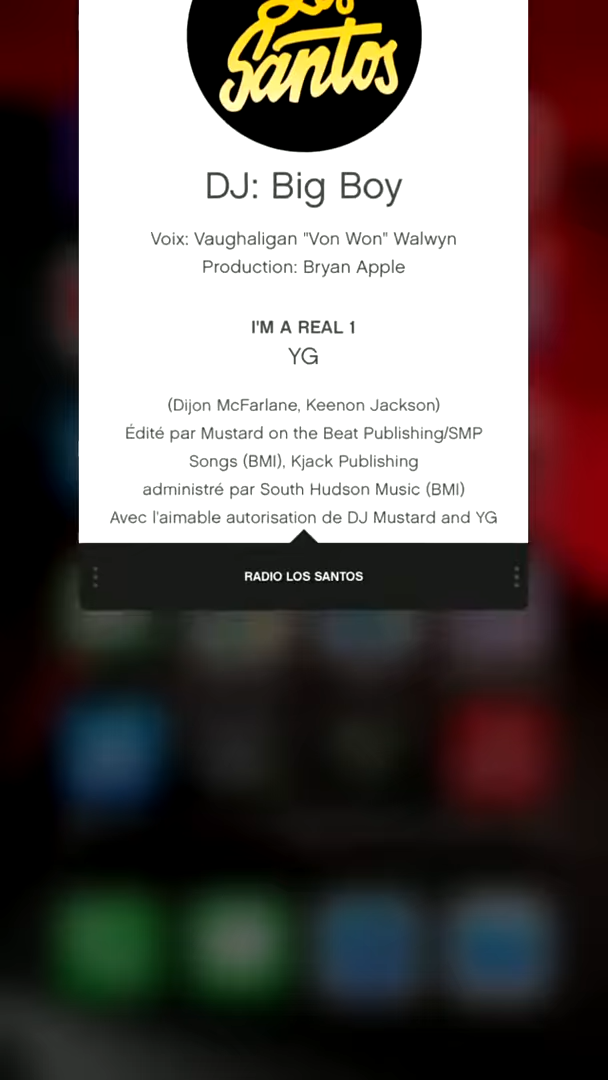 Los
Santos
DJ: Big Boy
Voix: Vaughaligan "Von Won" Walwyn
Production: Bryan Apple
I'M A REAL 1
YG
(Dijon McFarlane, Keenon Jackson)
Édité par Mustard on the Beat Publishing/SMP
Songs (BMI), Kjack Publishing
administré par South Hudson Music (BMI)
Avec l'aimable autorisation de DJ Mustard and YG
RADIO LOS SANTOS